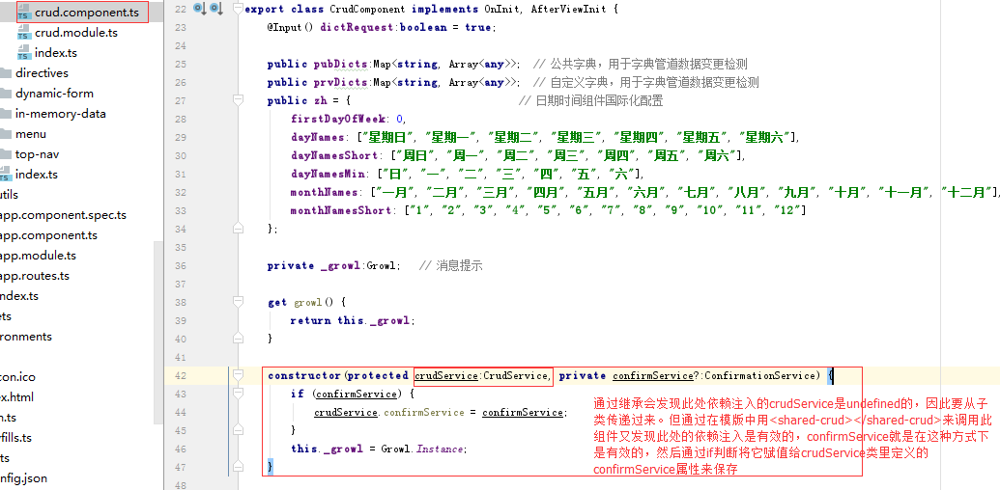 crud.component.ts
crud.module.ts
index.ts
directives
dynamic-form
in-memory-data
menu
top-nav
index.ts
utils
app.component.spec.ts
app.component.ts
app.module.ts
app.routes.ts
index.ts
ets
ronments
con.ico
ex.html
n.ts
rfills.ts
nfig.json
22 export class CrudComponent implements OnInit, AfterViewInit {
23 @Input() dictRequest:boolean = true;
24
25 public pubDicts:Map<string, Array<any>>; // 公共字典，用于字典管道数据变更检测
26 public prvDicts:Map<string, Array<any>>; // 自定义字典，用于字典管道数据变更检测
27 public zh = { // 日期时间组件国际化配置
28 firstDayOfWeek: 0,
29 dayNames: ["星期日", "星期一", "星期二", "星期三", "星期四", "星期五", "星期六"],
30 dayNamesShort: ["周日", "周一", "周二", "周三", "周四", "周五", "周六"],
31 dayNamesMin: ["日", "一", "二", "三", "四", "五", "六"],
32 monthNames: ["一月", "二月", "三月", "四月", "五月", "六月", "七月", "八月", "九月", "十月", "十一月", "十二月"],
33 monthNamesShort: ["1", "2", "3", "4", "5", "6", "7", "8", "9", "10", "11", "12"]
34 };
35
36 private _growl:Growl; // 消息提示
37
38 get growl() {
39 return this._growl;
40 }
41
42 constructor(protected crudService:CrudService, private confirmService?:ConfirmationService) {
43 if (confirmService) {
44 crudService.confirmService = confirmService;
45 }
46 this._growl = Growl.Instance;
47 }
48
通过继承会发现此处依赖注入的crudService是undefined的，因此要从子
类传递过来。但通过在模版中用<shared-crud></shared-crud>来调用此
组件又发现此处的依赖注入是有效的，confirmService就是在这种方式下
是有效的，然后通过if判断将它赋值给crudService类里定义的
confirmService属性来保存